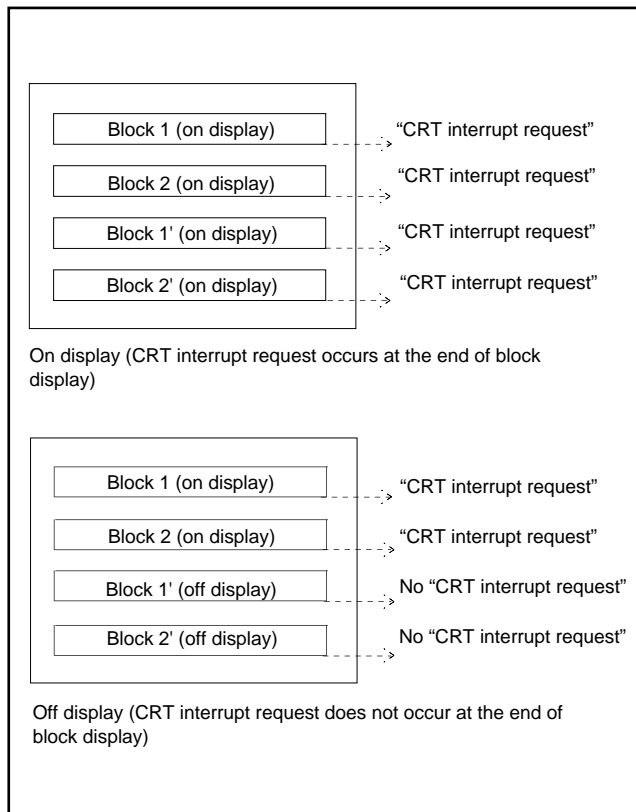 Block 1 (on display)
“CRT interrupt request”
Block 2 (on display)
“CRT interrupt request”
Block 1' (on display)
“CRT interrupt request”
Block 2' (on display)
“CRT interrupt request”
On display (CRT interrupt request occurs at the end of block
display)
Block 1 (on display)
“CRT interrupt request”
Block 2 (on display)
“CRT interrupt request”
Block 1' (off display)
No “CRT interrupt request”
Block 2' (off display)
No “CRT interrupt request”
Off display (CRT interrupt request does not occur at the end of
block display)